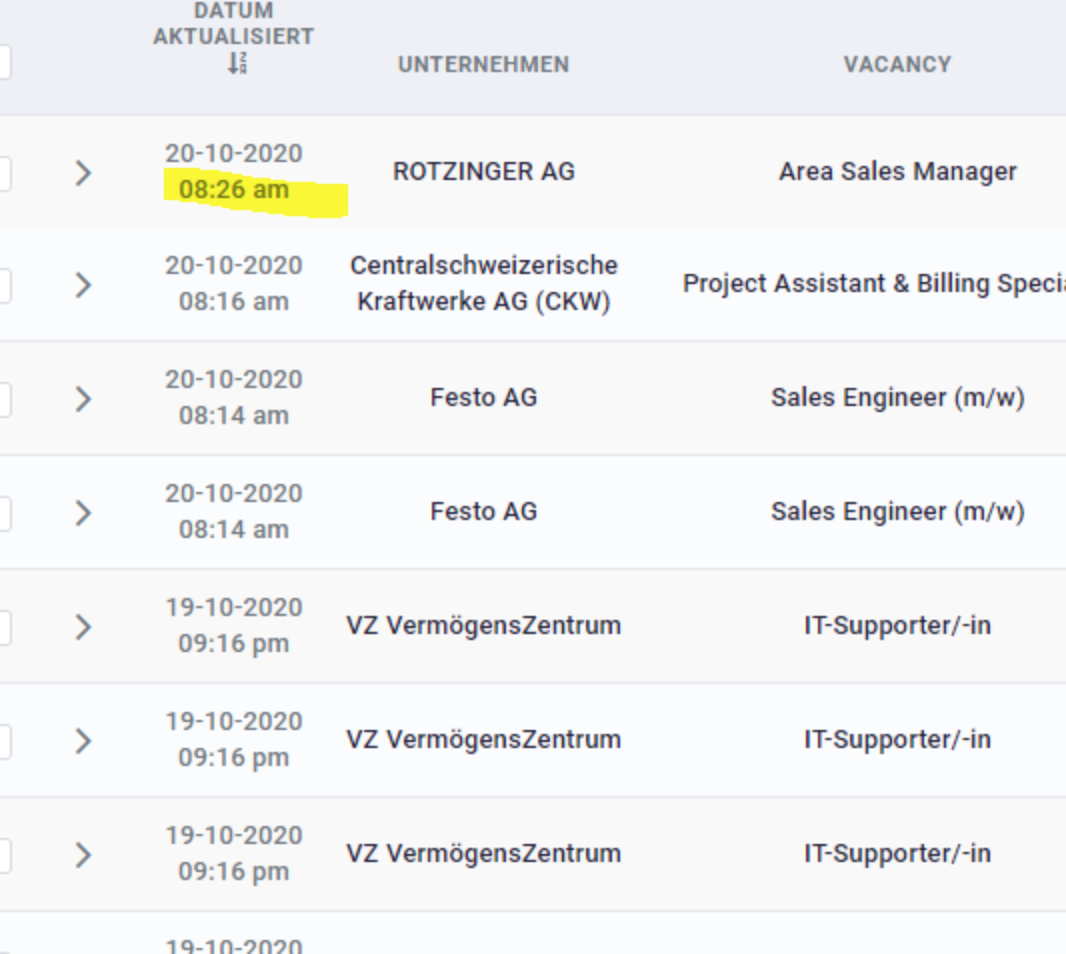 DATUM
AKTUALISIERT
UNTERNEHMEN
VACANCY
20-10-2020
08:26 am
ROTZINGER AG
Area Sales Manager
20-10-2020
08:16 am
Centralschweizerische
Kraftwerke AG (CKW)
Project Assistant & Billing Specia
20-10-2020
08:14 am
Festo AG
Sales Engineer (m/w)
20-10-2020
08:14 am
Festo AG
Sales Engineer (m/w)
19-10-2020
09:16 pm
VZ VermögensZentrum
IT-Supporter/-in
19-10-2020
09:16 pm
VZ VermögensZentrum
IT-Supporter/-in
19-10-2020
09:16 pm
VZ VermögensZentrum
IT-Supporter/-in
19-10-2020